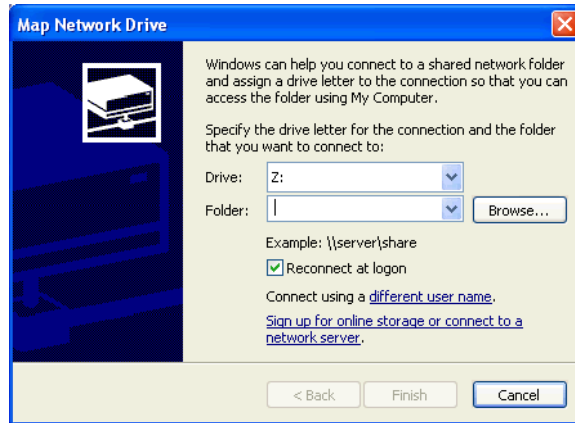 Map Network Drive
Windows can help you connect to a shared network folder
and assign a drive letter to the connection so that you can
access the folder using My Computer.
Specify the drive letter for the connection and the folder
that you want to connect to:
Drive: Z:
Folder: Browse...
Example: \\server\share
Reconnect at logon
Connect using a different user name.
Sign up for online storage or connect to a
network server.
< Back Finish Cancel